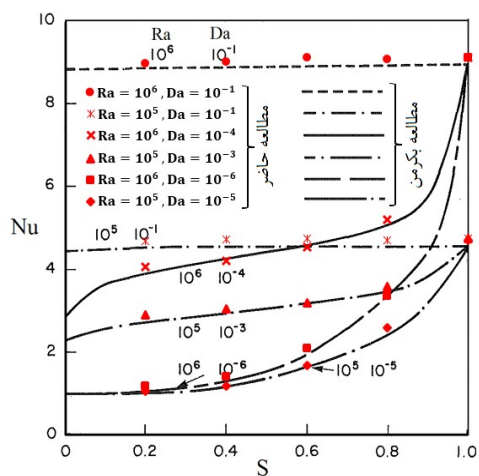 Ra Da
10⁶ 10⁻¹
Ra = 10⁶, Da = 10⁻¹
Ra = 10⁵, Da = 10⁻¹
Ra = 10⁶, Da = 10⁻⁴
Ra = 10⁵, Da = 10⁻³
Ra = 10⁶, Da = 10⁻⁶
Ra = 10⁵, Da = 10⁻⁵
مطالعه حاضر
مطالعه بکرمن
10⁵ 10⁻¹
10⁶ 10⁻⁴
10⁵ 10⁻³
10⁶ 10⁻⁶
10⁵ 10⁻⁵
Nu
10
8
6
4
2
0
0 0.2 0.4 0.6 0.8 1.0
S